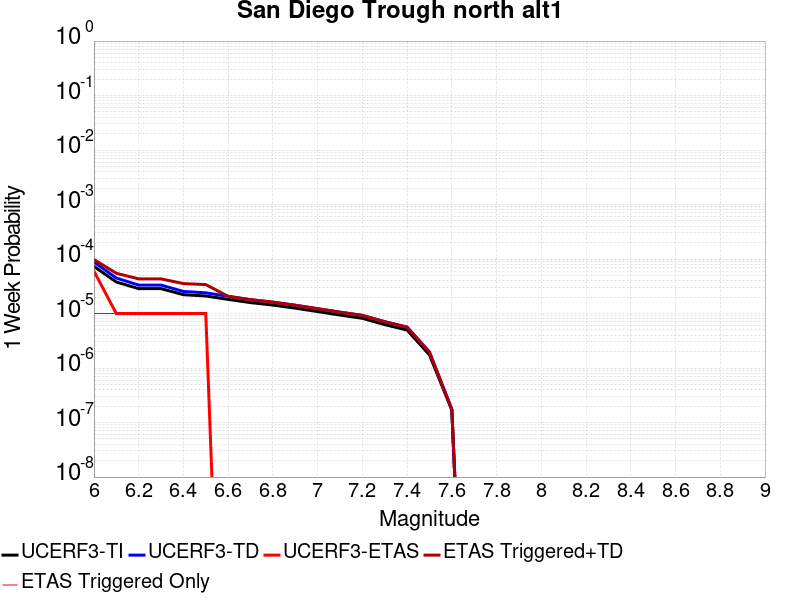 San Diego Trough north alt1
10^0
10^-1
10^-2
10^-3
10^-4
10^-5
10^-6
10^-7
10^-8
1 Week Probability
6 6.2 6.4 6.6 6.8 7 7.2 7.4 7.6 7.8 8 8.2 8.4 8.6 8.8 9
Magnitude
UCERF3-TI UCERF3-TD UCERF3-ETAS ETAS Triggered+TD
ETAS Triggered Only